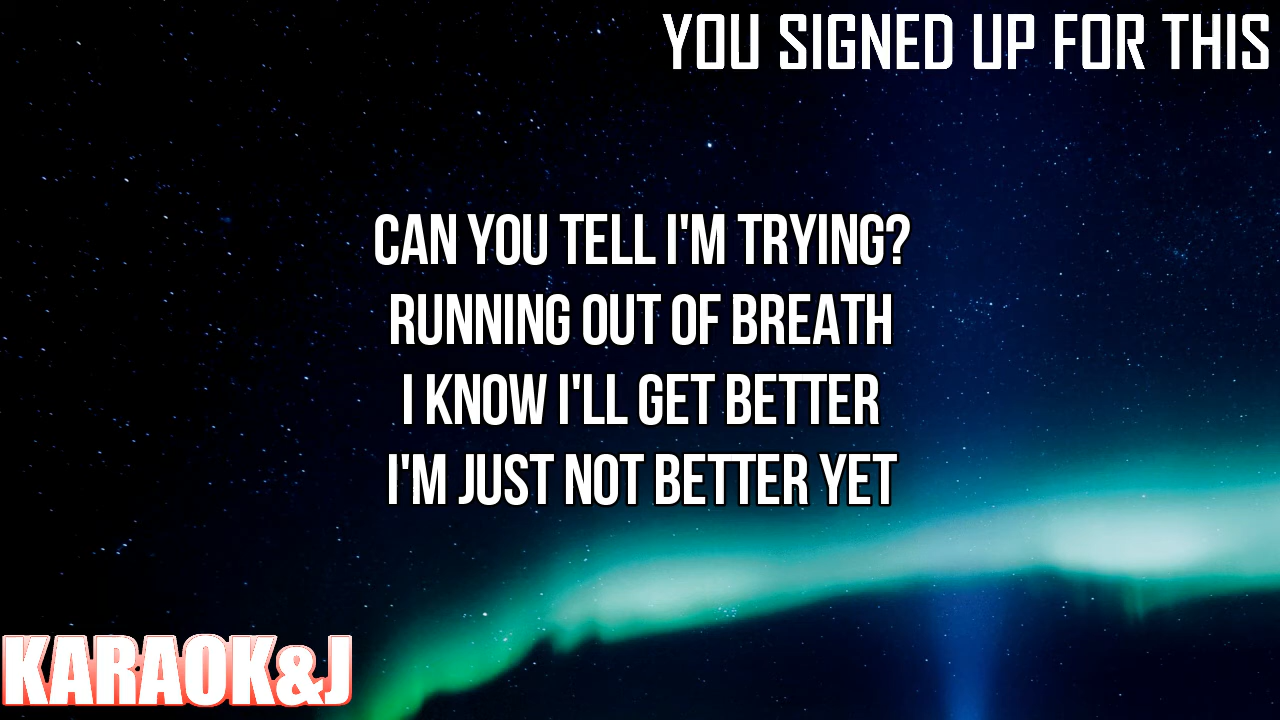 YOU SIGNED UP FOR THIS
CAN YOU TELL I'M TRYING?
RUNNING OUT OF BREATH
I KNOW I'LL GET BETTER
I'M JUST NOT BETTER YET
KARAOK&J